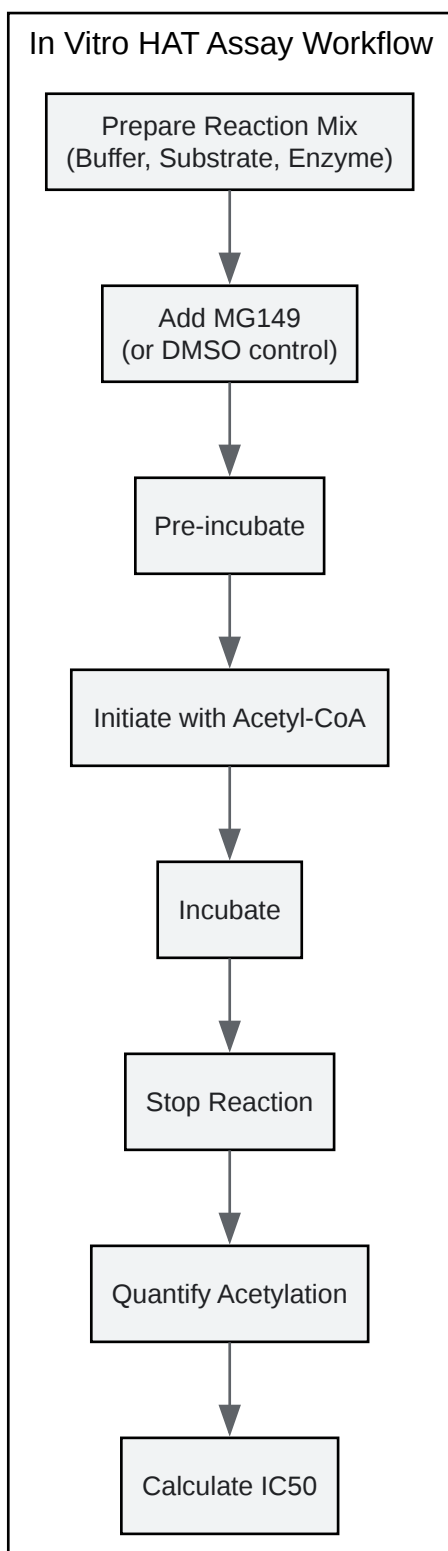 In Vitro HAT Assay Workflow
Prepare Reaction Mix
(Buffer, Substrate, Enzyme)
Add MG149
(or DMSO control)
Pre-incubate
Initiate with Acetyl-CoA
Incubate
Stop Reaction
Quantify Acetylation
Calculate IC50